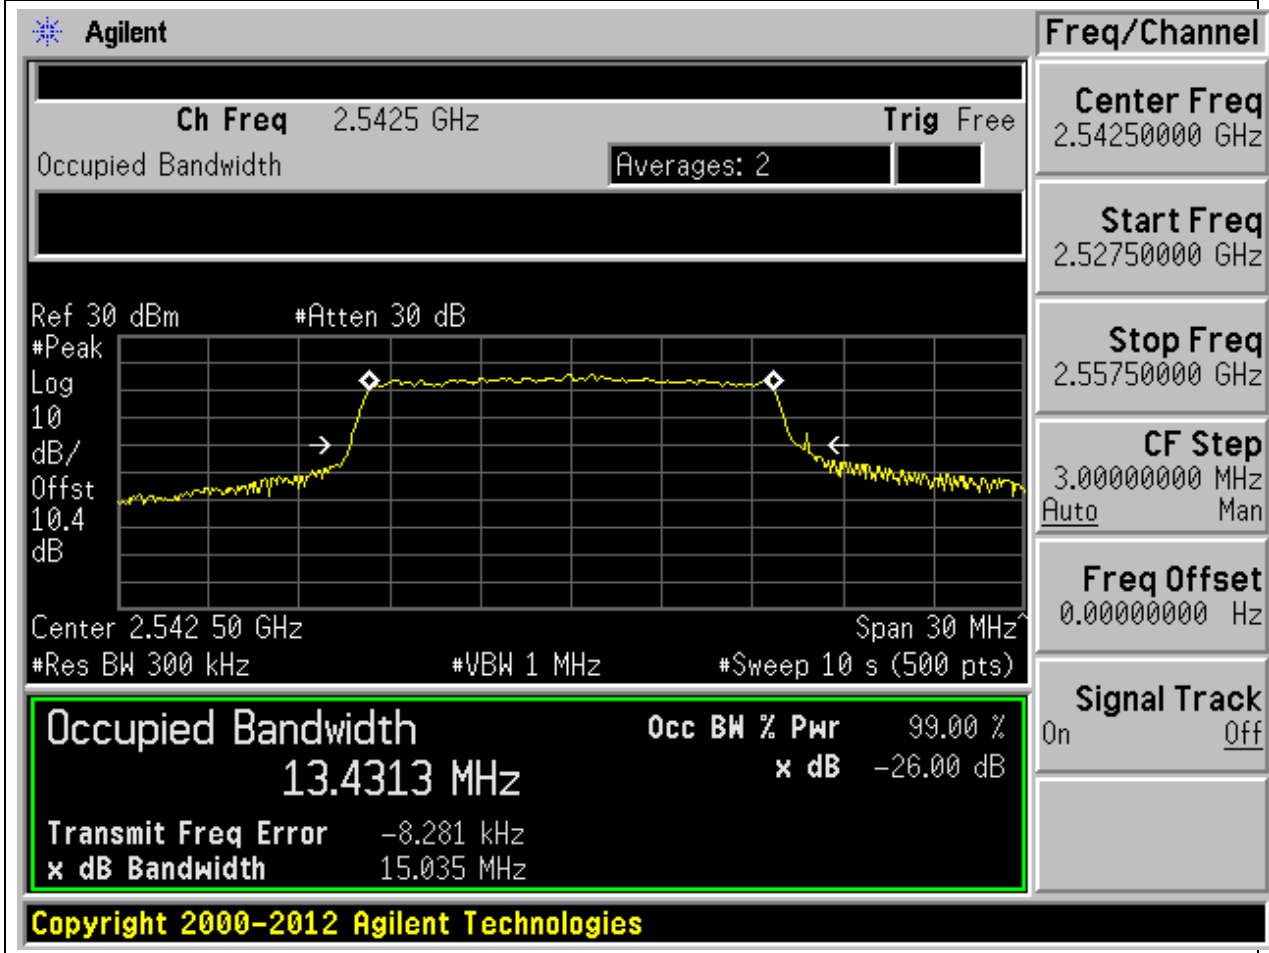 Agilent
Freq/Channel
Ch Freq 2.5425 GHz Trig Free
Occupied Bandwidth Averages: 2
Ref 30 dBm #Atten 30 dB
#Peak
Log
10
dB/
Offst
10.4
dB
Center 2.542 50 GHz Span 30 MHz^
#Res BW 300 kHz #VBW 1 MHz #Sweep 10 s (500 pts)
Occupied Bandwidth Occ BW % Pwr 99.00 %
13.4313 MHz x dB -26.00 dB
Transmit Freq Error -8.281 kHz
x dB Bandwidth 15.035 MHz
Center Freq
2.54250000 GHz
Start Freq
2.52750000 GHz
Stop Freq
2.55750000 GHz
CF Step
3.00000000 MHz
Auto Man
Freq Offset
0.00000000 Hz
Signal Track
On Off
Copyright 2000-2012 Agilent Technologies